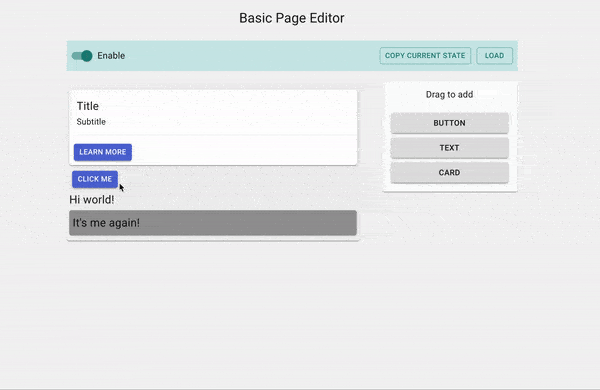 Basic Page Editor
Enable
COPY CURRENT STATE
LOAD
Title
Subtitle
LEARN MORE
CLICK ME
Hi world!
It's me again!
Drag to add
BUTTON
TEXT
CARD